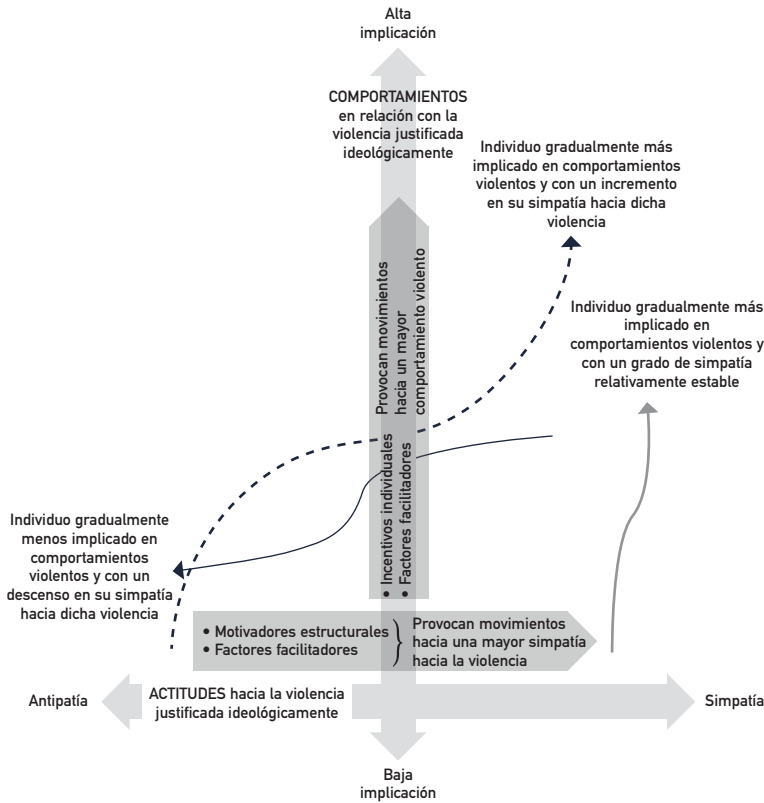 Alta
implicación
COMPORTAMIENTOS
en relación con la
violencia justificada
ideológicamente
Individuo gradualmente más
implicado en comportamientos
violentos y con un incremento
en su simpatía hacia dicha
violencia
Individuo gradualmente más
implicado en
comportamientos violentos y
con un grado de simpatía
relativamente estable
Provocan movimientos
hacia un mayor
comportamiento violento
• Incentivos individuales
• Factores facilitadores
Individuo gradualmente
menos implicado en
comportamientos
violentos y con un
descenso en su simpatía
hacia dicha violencia
• Motivadores estructurales
• Factores facilitadores
Provocan movimientos
hacia una mayor simpatía
hacia la violencia
Antipatía
ACTITUDES hacia la violencia
justificada ideológicamente
Simpatía
Baja
implicación